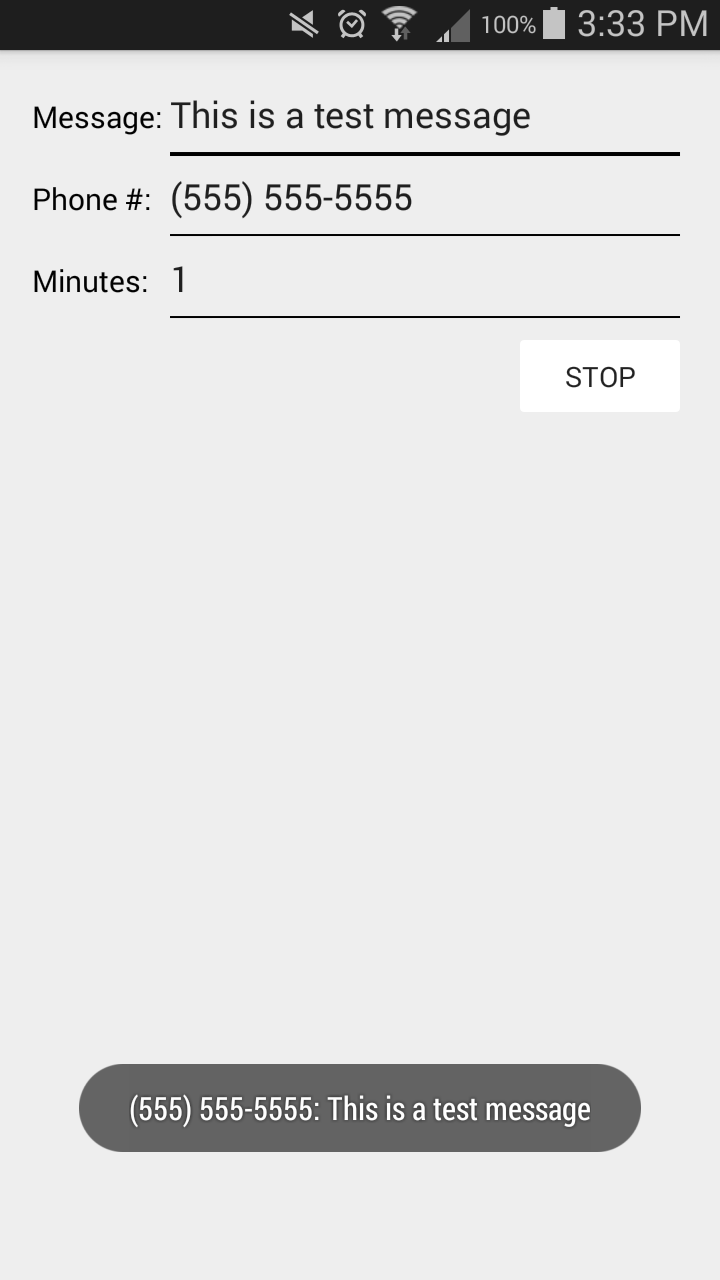 100% 3:33 PM
Message: This is a test message
Phone #: (555) 555-5555
Minutes: 1
STOP
(555) 555-5555: This is a test message